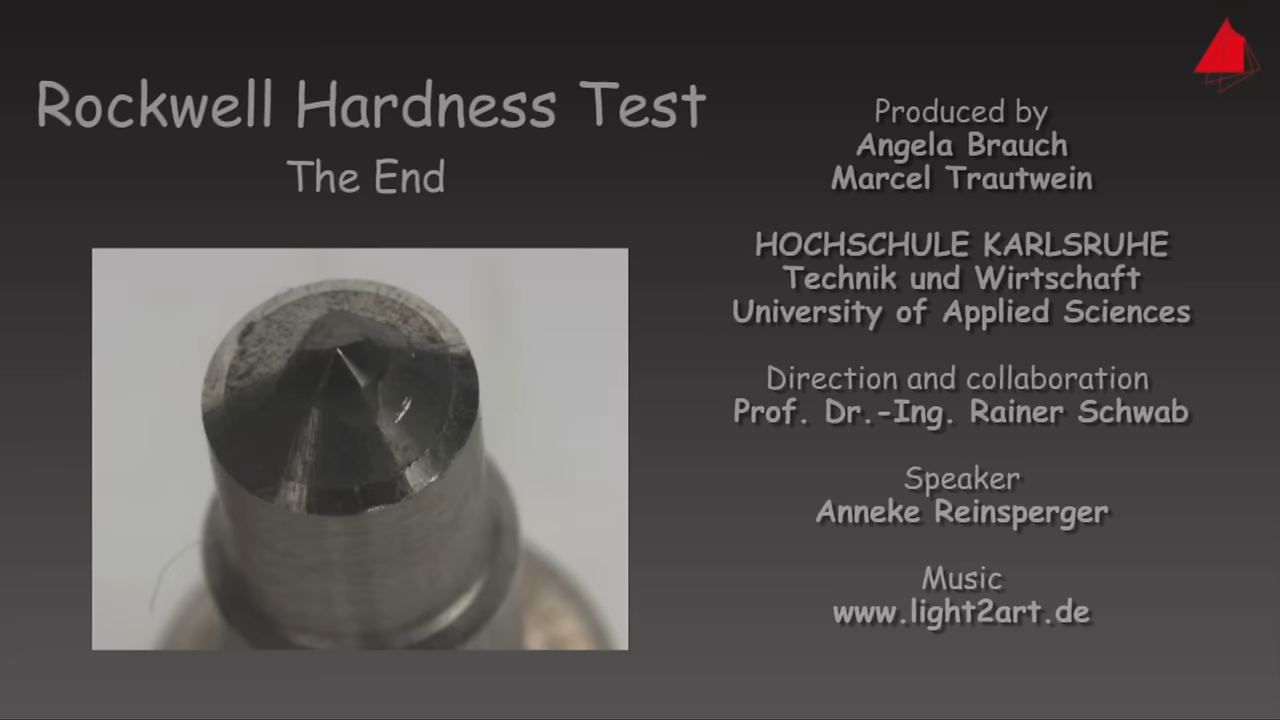 Rockwell Hardness Test
The End
Produced by
Angela Brauch
Marcel Trautwein
HOCHSCHULE KARLSRUHE
Technik und Wirtschaft
University of Applied Sciences
Direction and collaboration
Prof. Dr.-Ing. Rainer Schwab
Speaker
Anneke Reinsperger
Music
www.light2art.de